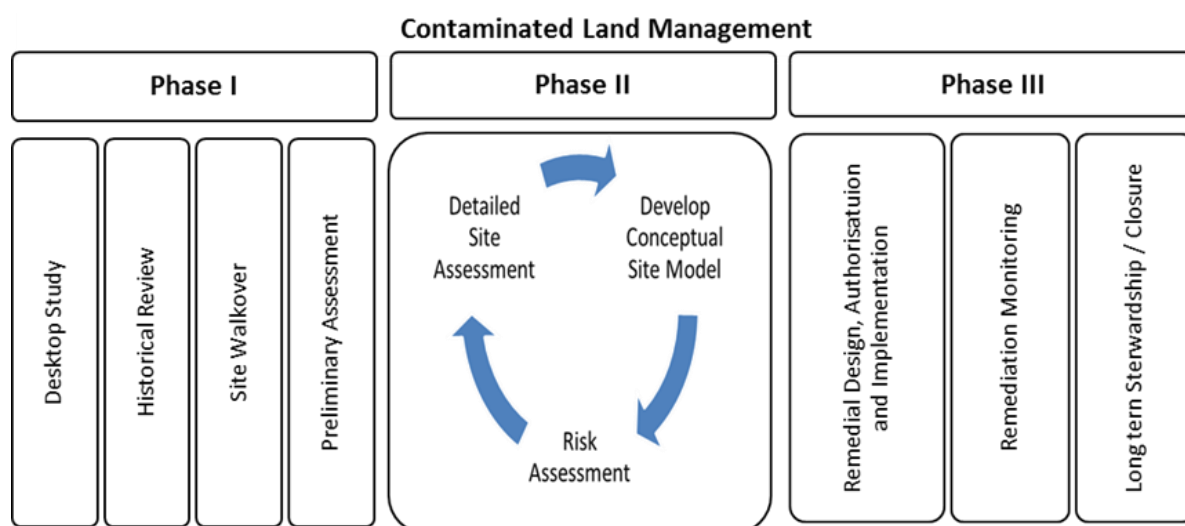 Contaminated Land Management
Phase I
Phase II
Phase III
Desktop Study
Historical Review
Site Walkover
Preliminary Assessment
Detailed
Site
Assessment
Develop
Conceptual
Site Model
Risk
Assessment
Remedial Design, Authorisatuion
and Implementation
Remediation Monitoring
Long tern Sterwardship / Closure